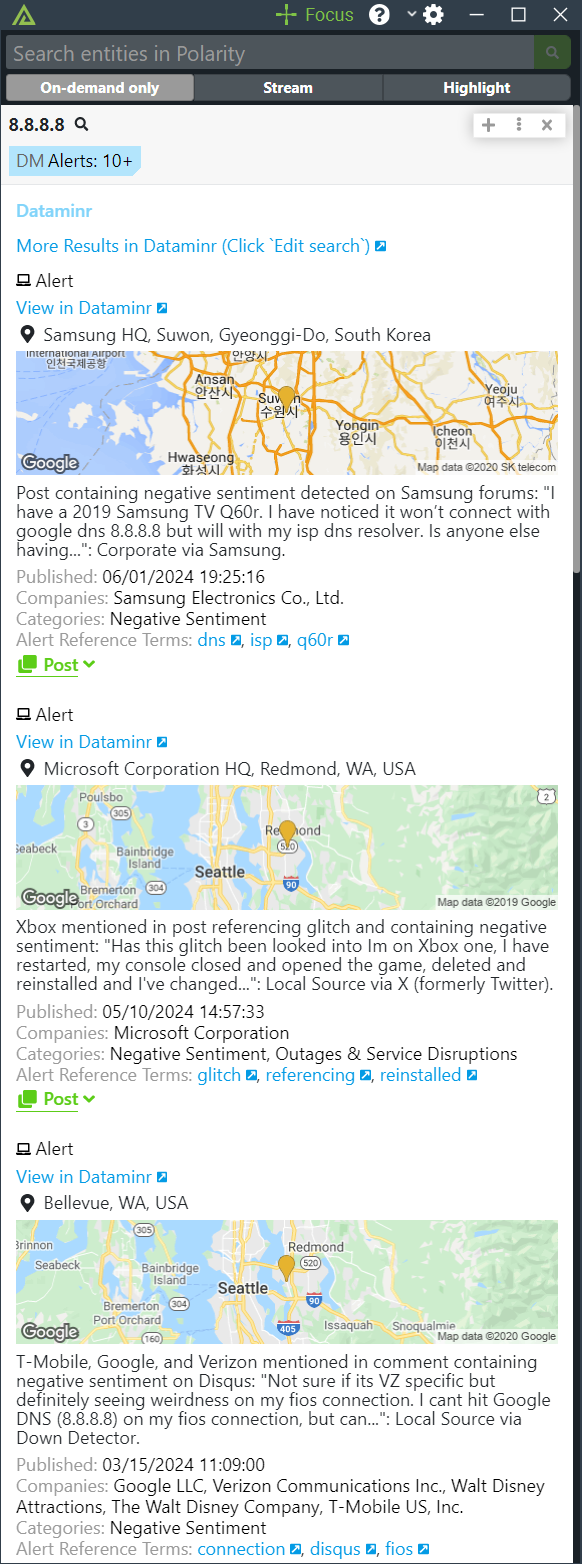 Focus
Search entities in Polarity
On-demand only Stream Highlight
8.8.8.8
DM Alerts: 10+
Dataminr
More Results in Dataminr (Click `Edit search`)
Alert
View in Dataminr
Samsung HQ, Suwon, Gyeonggi-Do, South Korea
International Airport
인천국제공항
안양시
Ansan
안산시
Suwon
수원시
Yongin
용인시
Yeoju
여주시
Icheon
이천시
Hwaseong
화성시
Google
Map data ©2020 SK telecom
Post containing negative sentiment detected on Samsung forums: "I
have a 2019 Samsung TV Q60r. I have noticed it won’t connect with
google dns 8.8.8.8 but will with my isp dns resolver. Is anyone else
having...": Corporate via Samsung.
Published: 06/01/2024 19:25:16
Companies: Samsung Electronics Co., Ltd.
Categories: Negative Sentiment
Alert Reference Terms: dns, isp, q60r
Post
Alert
View in Dataminr
Microsoft Corporation HQ, Redmond, WA, USA
Poulsbo
305
3
2
Redmond
520
Seabeck
Bainbridge
Island
Seattle
90
Bremerton
304
Port Orchard
Google
Map data ©2019 Google
Xbox mentioned in post referencing glitch and containing negative
sentiment: "Has this glitch been looked into Im on Xbox one, I have
restarted, my console closed and opened the game, deleted and
reinstalled and I've changed...": Local Source via X (formerly Twitter).
Published: 05/10/2024 14:57:33
Companies: Microsoft Corporation
Categories: Negative Sentiment, Outages & Service Disruptions
Alert Reference Terms: glitch, referencing, reinstalled
Post
Alert
View in Dataminr
Bellevue, WA, USA
305
Brinnon
Redmond
Seabeck
Bainbridge
Island
520
Seattle
90
Bremerton
304
Port Orchard
405
Issaquah
Snoqualmie
160
Google
Map data ©2020 Google
T-Mobile, Google, and Verizon mentioned in comment containing
negative sentiment on Disqus: "Not sure if its VZ specific but
definitely seeing weirdness on my fios connection. I cant hit Google
DNS (8.8.8.8) on my fios connection, but can...": Local Source via
Down Detector.
Published: 03/15/2024 11:09:00
Companies: Google LLC, Verizon Communications Inc., Walt Disney
Attractions, The Walt Disney Company, T-Mobile US, Inc.
Categories: Negative Sentiment
Alert Reference Terms: connection, disqus, fios